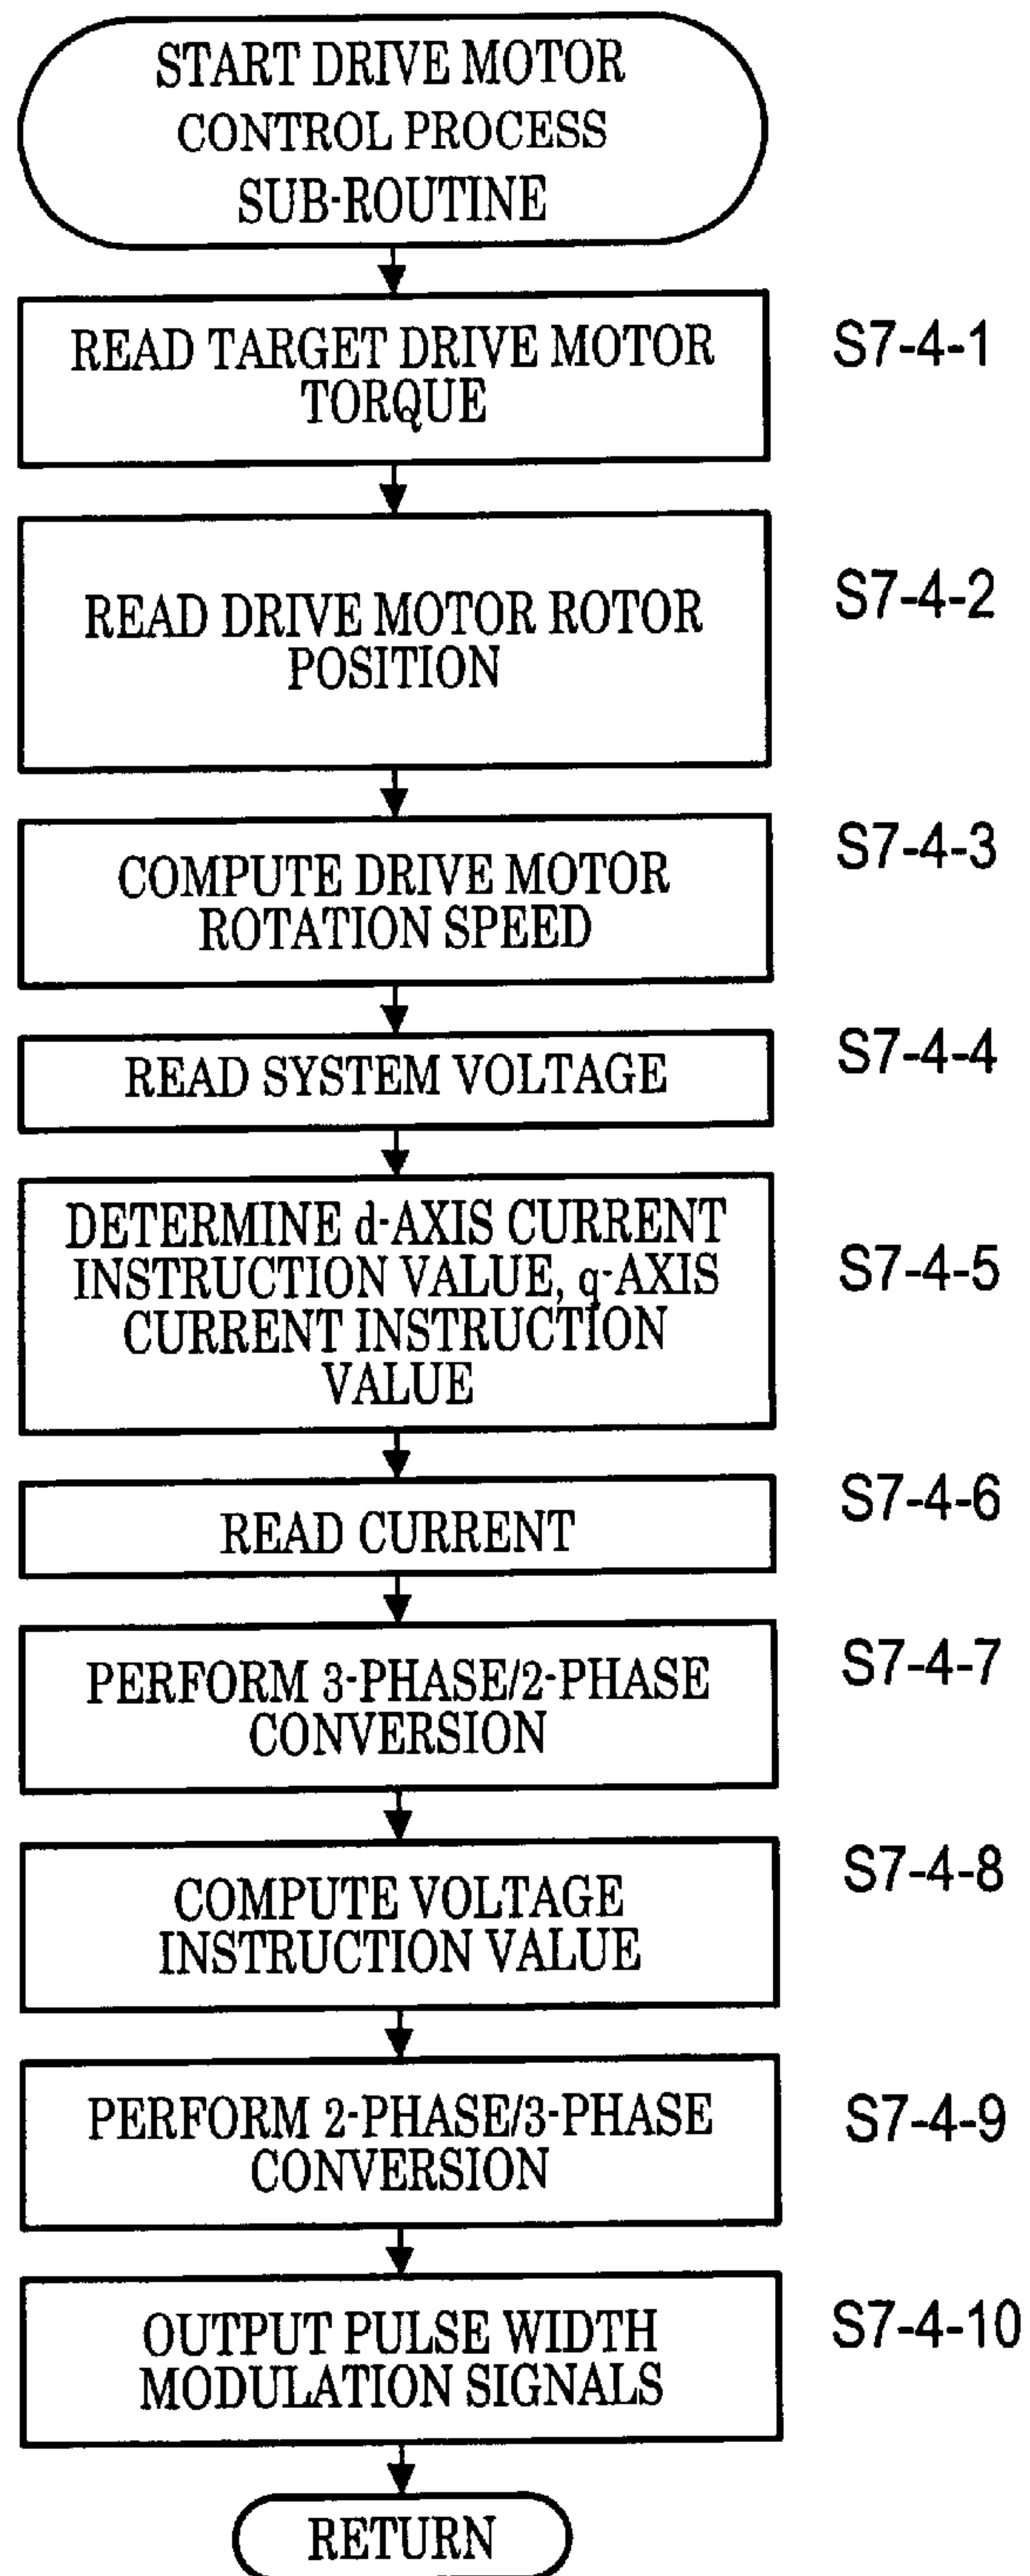 START DRIVE MOTOR
CONTROL PROCESS
SUB-ROUTINE
READ TARGET DRIVE MOTOR
TORQUE
S7-4-1
READ DRIVE MOTOR ROTOR
POSITION
S7-4-2
COMPUTE DRIVE MOTOR
ROTATION SPEED
S7-4-3
READ SYSTEM VOLTAGE
S7-4-4
DETERMINE d-AXIS CURRENT
INSTRUCTION VALUE, q-AXIS
CURRENT INSTRUCTION
VALUE
S7-4-5
READ CURRENT
S7-4-6
PERFORM 3-PHASE/2-PHASE
CONVERSION
S7-4-7
COMPUTE VOLTAGE
INSTRUCTION VALUE
S7-4-8
PERFORM 2-PHASE/3-PHASE
CONVERSION
S7-4-9
OUTPUT PULSE WIDTH
MODULATION SIGNALS
S7-4-10
RETURN